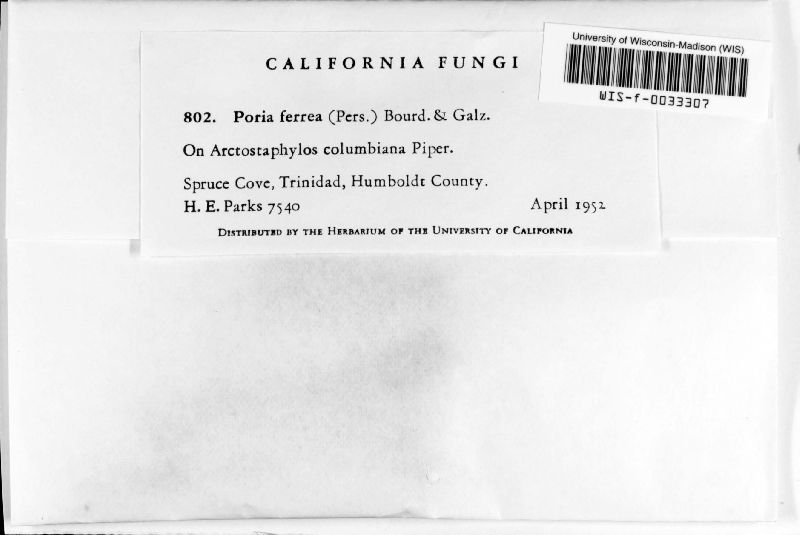 CALIFORNIA FUNGI
University of Wisconsin-Madison (WIS)
WIS-f-0033307
802. Poria ferrea (Pers.) Bourd. & Galz.
On Arctostaphylos columbiana Piper.
Spruce Cove, Trinidad, Humboldt County.
H. E. Parks 7540 April 1952
Distributed by the Herbarium of the University of California